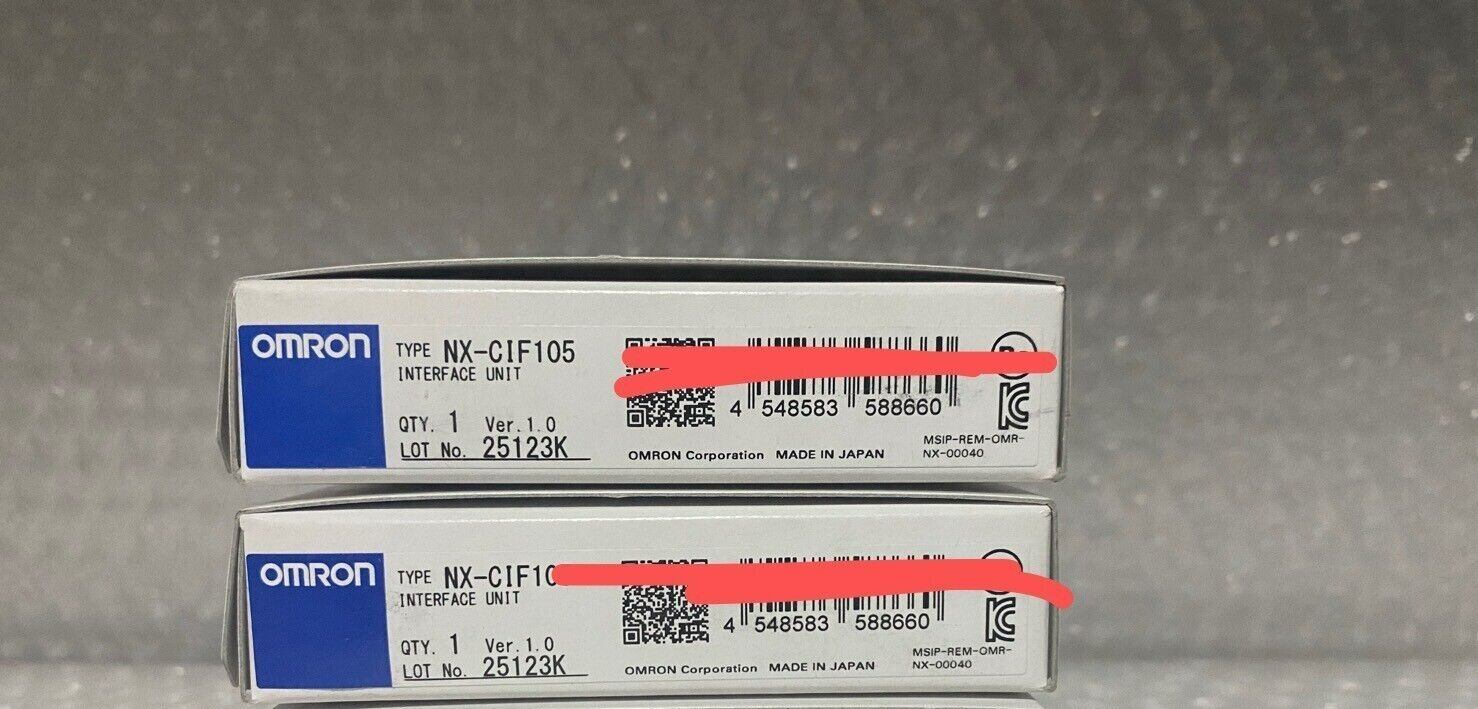 OMRON
TYPE NX-CIF105
INTERFACE UNIT
QTY. 1 Ver.1.0
LOT No. 25123K
4 548583 588660
OMRON Corporation MADE IN JAPAN
MSIP-REM-OMR-
NX-00040
OMRON
TYPE NX-CIF10
INTERFACE UNIT
QTY. 1 Ver.1.0
LOT No. 25123K
4 548583 588660
OMRON Corporation MADE IN JAPAN
MSIP-REM-OMR-
NX-00040